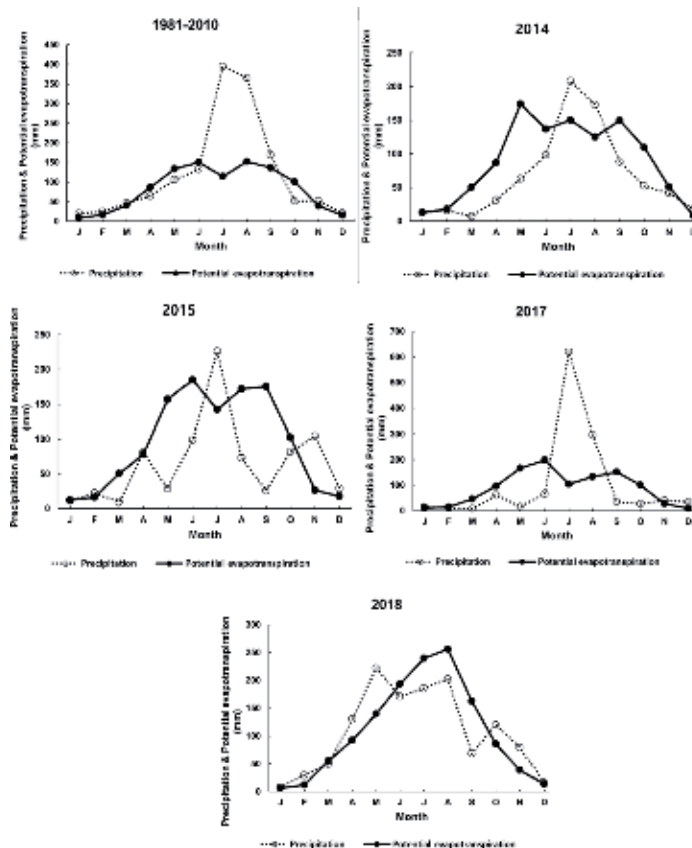 1981-2010
Precipitation & Potential evapotranspiration
(mm)
450
400
350
300
250
200
150
100
50
0
J F M A M J J A S O N D
Month
Precipitation Potential evapotranspiration
2014
Precipitation & Potential evapotranspiration
(mm)
250
200
150
100
50
0
J F M A M J J A S O N D
Month
Precipitation Potential evapotranspiration
2015
Precipitation & Potential evapotranspiration
(mm)
250
200
150
100
50
0
J F M A M J J A S O N D
Month
Precipitation Potential evapotranspiration
2017
Precipitation & Potential evapotranspiration
(mm)
700
600
500
400
300
200
100
0
J F M A M J J A S O N D
Month
Precipitation Potential evapotranspiration
2018
Precipitation & Potential evapotranspiration
(mm)
300
250
200
150
100
50
0
J F M A M J J A S O N D
Month
Precipitation Potential evapotranspiration